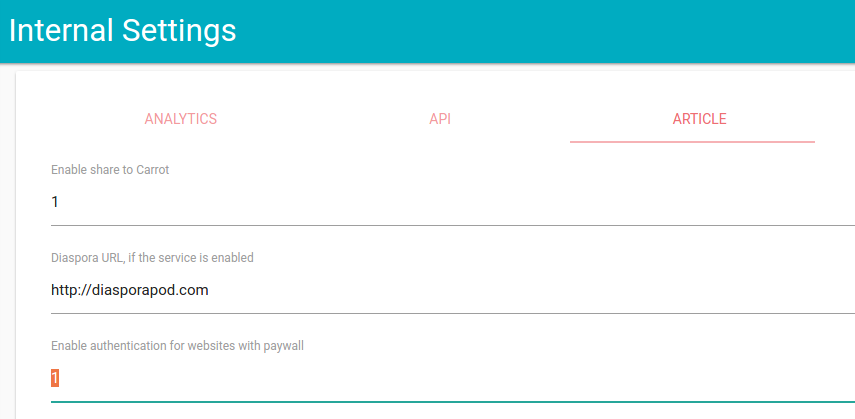 Internal Settings
ANALYTICS API ARTICLE
Enable share to Carrot
1
Diaspora URL, if the service is enabled
http://diasporapod.com
Enable authentication for websites with paywall
1